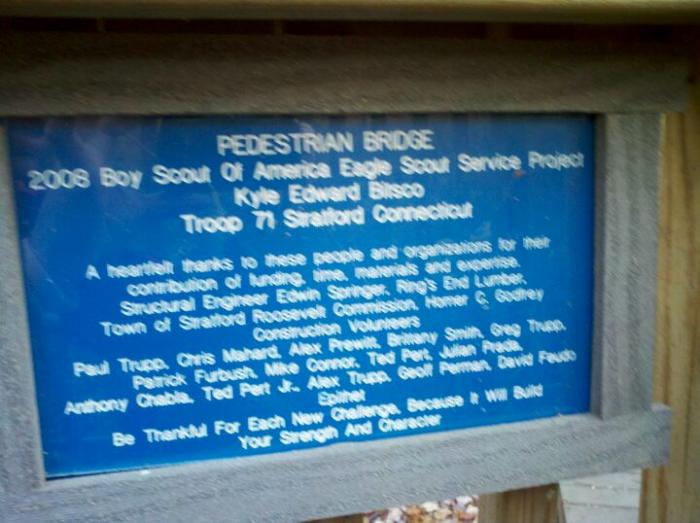 PEDESTRIAN BRIDGE
2008 Boy Scout Of America Eagle Scout Service Project
Kyle Edward Blisco
Troop 71 Stratford Connecticut
A heartfelt thanks to these people and organizations for their
contribution of funding, time, materials and expertise.
Structural Engineer Edwin Springer, Ring's End Lumber,
Town of Stratford Roosevelt Commission, Homer C. Godfrey
Construction Volunteers
Paul Trupp, Chris Mahard, Alex Prewitt, Brittany Smith, Greg Trupp,
Patrick Furbush, Mike Connor, Ted Pert, Julian Preda,
Anthony Chabla, Ted Pert Jr., Alex Trupp, Geoff Perman, David Feudo
Epithet
Be Thankful For Each New Challenge, Because It Will Build
Your Strength And Character